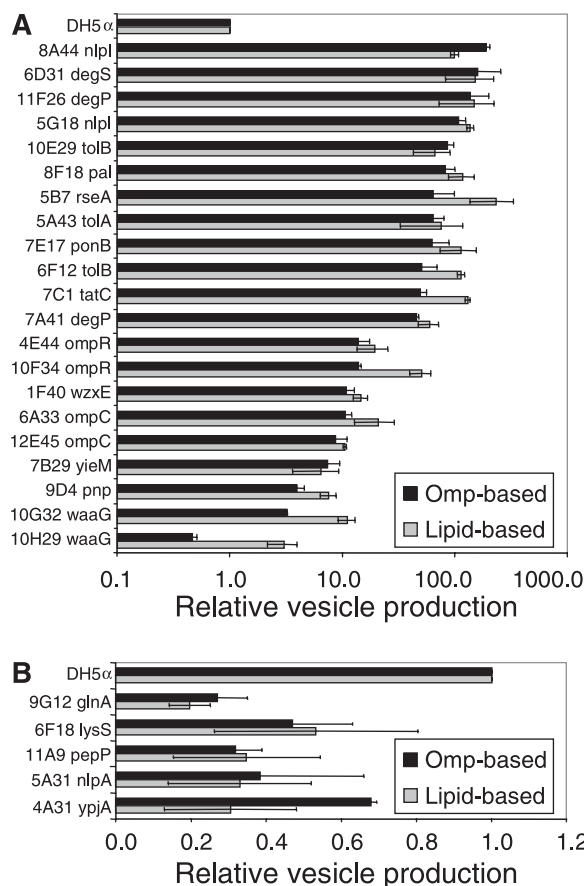 A
DH5α
8A44 nlpI
6D31 degS
11F26 degP
5G18 nlpI
10E29 tolB
8F18 pal
5B7 rseA
5A43 tolA
7E17 ponB
6F12 tolB
7C1 tatC
7A41 degP
4E44 ompR
10F34 ompR
1F40 wzxE
6A33 ompC
12E45 ompC
7B29 yieM
9D4 pnp
10G32 waaG
10H29 waaG
Omp-based
Lipid-based
0.1 1.0 10.0 100.0 1000.0
Relative vesicle production
B
DH5α
9G12 glnA
6F18 lysS
11A9 pepP
5A31 nlpA
4A31 ypjA
Omp-based
Lipid-based
0.0 0.2 0.4 0.6 0.8 1.0 1.2
Relative vesicle production